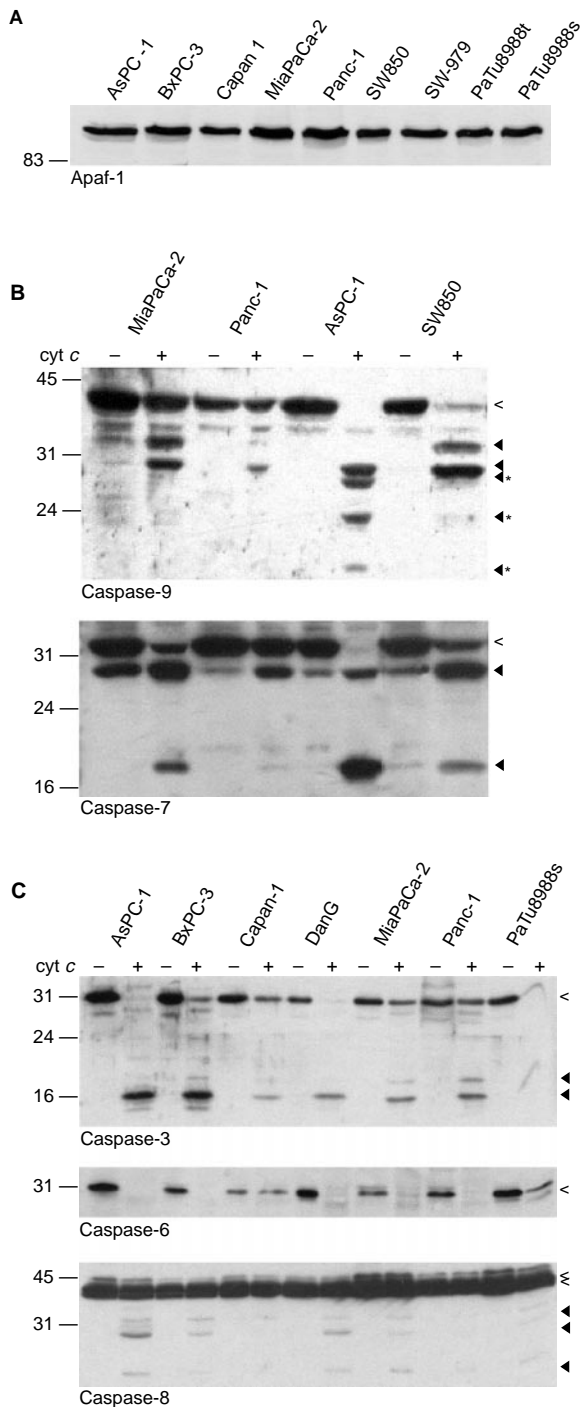 A
AsPC-1 BxPC-3 Capan 1 MiaPaCa-2 Panc-1 SW850 SW-979 PaTu8988t PaTu8988s
83
Apaf-1
B
MiaPaCa-2 Panc-1 AsPC-1 SW850
cyt c – + – + – + – +
45 <
31
*
24
*
*
Caspase-9
31 <
24
16
Caspase-7
C
AsPC-1 BxPC-3 Capan-1 DanG MiaPaCa-2 Panc-1 PaTu8988s
cyt c – + – + – + – + – + – + – +
31 <
24
16
Caspase-3
31 <
Caspase-6
45 <
<
31
Caspase-8